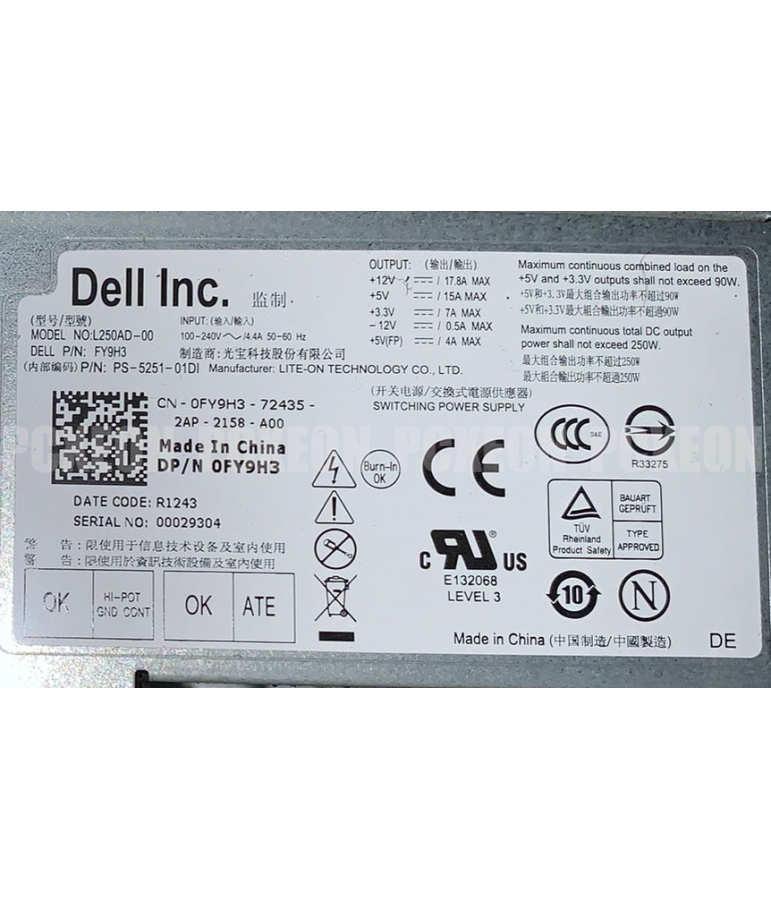 Dell Inc. 监制
(型号/型號)
MODEL NO:L250AD-00
DELL P/N: FY9H3
(内部编码) P/N: PS-5251-01DI
INPUT: (输入/輸入)
100-240V~/4.4A 50-60 Hz
制造商:光宝科技股份有限公司
Manufacturer: LITE-ON TECHNOLOGY CO., LTD.
OUTPUT: (输出/輸出)
+12V ⎓ / 17.8A MAX
+5V ⎓ / 15A MAX
+3.3V ⎓ / 7A MAX
-12V ⎓ / 0.5A MAX
+5V(FP) ⎓ / 4A MAX
Maximum continuous combined load on the
+5V and +3.3V outputs shall not exceed 90W.
+5V和+3.3V最大组合输出功率不超过90W
+5V和+3.3V最大組合輸出功率不超過90W
Maximum continuous total DC output
power shall not exceed 250W.
最大组合输出功率不超过250W
最大組合輸出功率不超過250W
(开关电源/交換式電源供應器)
SWITCHING POWER SUPPLY
CN - 0FY9H3 - 72435 -
2AP - 2158 - A00
Made In China
DP/N 0FY9H3
DATE CODE: R1243
SERIAL NO: 00029304
警 告:限使用于信息技术设备及室内使用
警 告:限使用於資訊技術設備及室內使用
OK
HI-POT
GND CONT
OK ATE
Burn-In
OK
CE
CCC S&E
R33275
TÜV
Rheinland
Product Safety
BAUART
GEPRÜFT
TYPE
APPROVED
c RU ® US
E132068
LEVEL 3
10
N
Made in China (中国制造/中國製造)
DE
POXEON POXEON POXEON POXEON